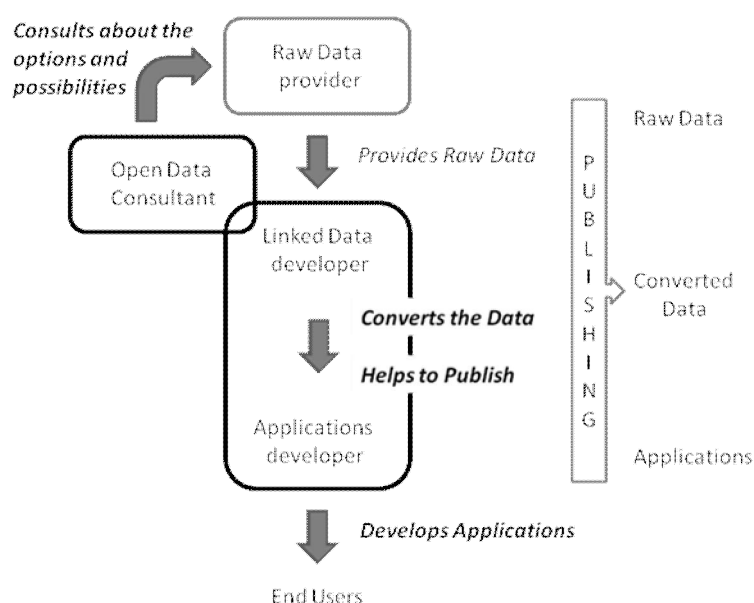 Consults about the
options and
possibilities
Raw Data
provider
Provides Raw Data
Open Data
Consultant
Linked Data
developer
Converts the Data
Helps to Publish
Applications
developer
Develops Applications
End Users
PUBLISHING
Raw Data
Converted
Data
Applications